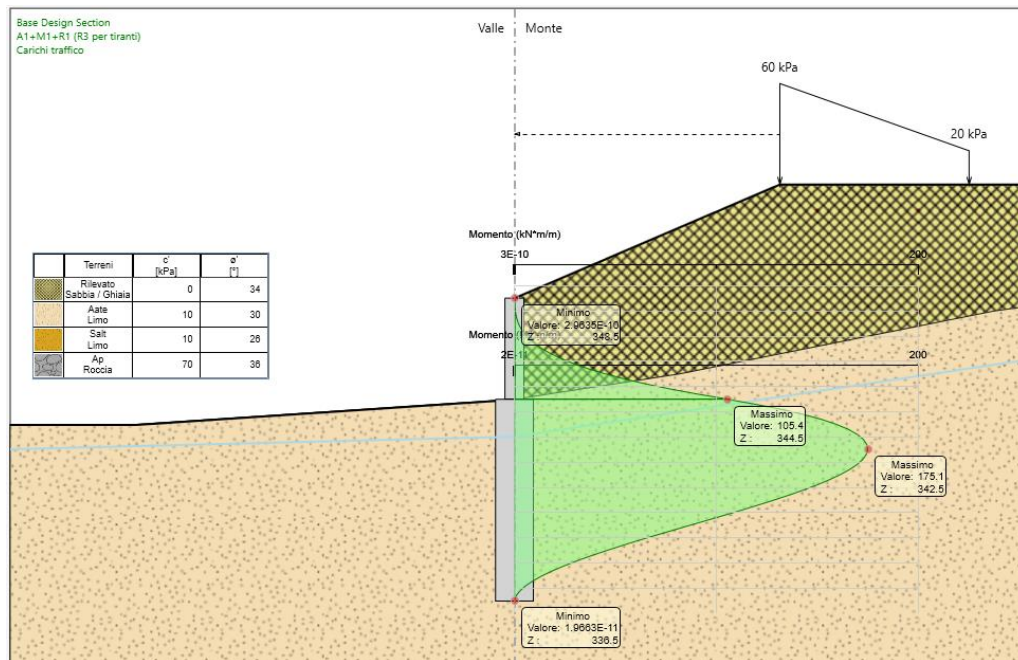 Base Design Section
A1+M1+R1 (R3 per tiranti)
Carichi traffico
Valle
Monte
60 kPa
20 kPa
Momento (kN*m/m)
3E-10
200
Terreni c' [kPa] ø' [°]
Rilevato
Sabbia / Ghiaia 0 34
Aate
Limo 10 30
Salt
Limo 10 26
Ap
Roccia 70 36
Minimo
Valore: 2.9635E-10
Z : 348.5
200
Massimo
Valore: 105.4
Z : 344.5
Massimo
Valore: 175.1
Z : 342.5
Minimo
Valore: 1.9663E-11
Z : 336.5